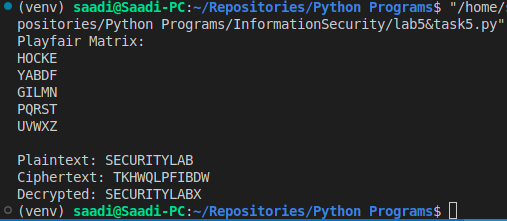 (venv) saadi@Saadi-PC:~/Repositories/Python Programs$ "/home/
positories/Python Programs/InformationSecurity/lab5&task5.py"
Playfair Matrix:
HOCKE
YABDF
GILMN
PQRST
UVWXZ

Plaintext: SECURITYLAB
Ciphertext: TKHWQLPFIBDW
Decrypted: SECURITYLABX
(venv) saadi@Saadi-PC:~/Repositories/Python Programs$